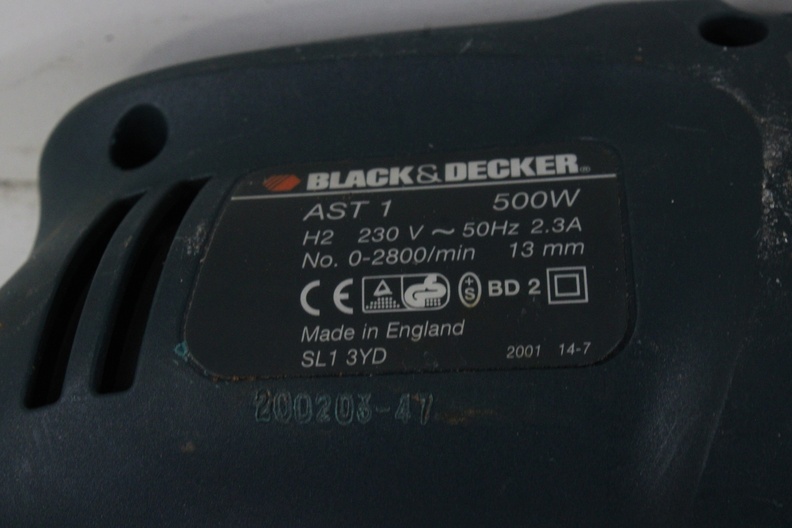 BLACK&DECKER®
AST 1 500W
H2 230 V ~ 50Hz 2.3A
No. 0-2800/min 13 mm
CE S BD 2
Made in England
SL1 3YD 2001 14-7
200203-47